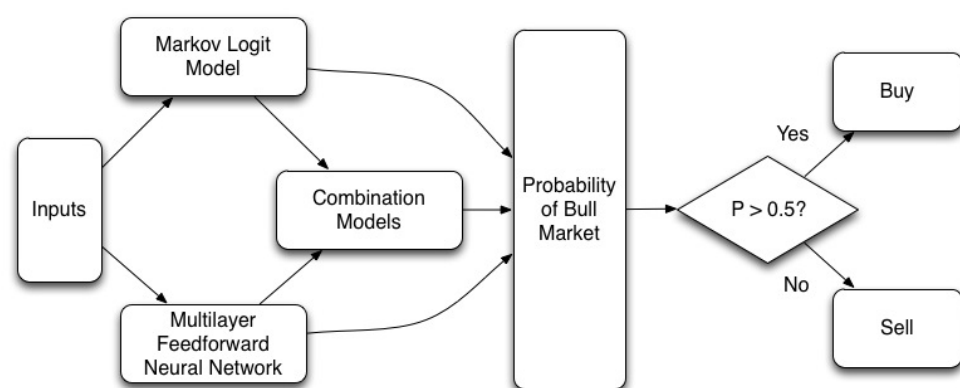 Markov Logit
Model
Inputs
Combination
Models
Multilayer
Feedforward
Neural Network
Probability
of Bull
Market
P > 0.5?
Yes
Buy
No
Sell